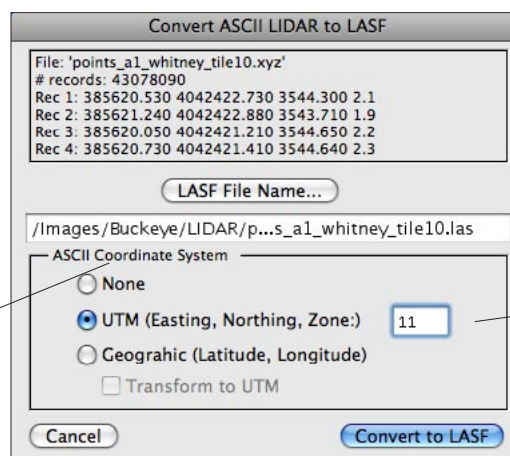 Convert ASCII LIDAR to LASF
File: 'points_a1_whitney_tile10.xyz'
# records: 43078090
Rec 1: 385620.530 4042422.730 3544.300 2.1
Rec 2: 385621.240 4042422.880 3543.710 1.9
Rec 3: 385620.050 4042421.210 3544.650 2.2
Rec 4: 385620.730 4042421.410 3544.640 2.3
LASF File Name...
/Images/Buckeye/LIDAR/p...s_a1_whitney_tile10.las
ASCII Coordinate System
None
UTM (Easting, Northing, Zone:) 11
Geograhic (Latitude, Longitude)
Transform to UTM
Cancel Convert to LASF